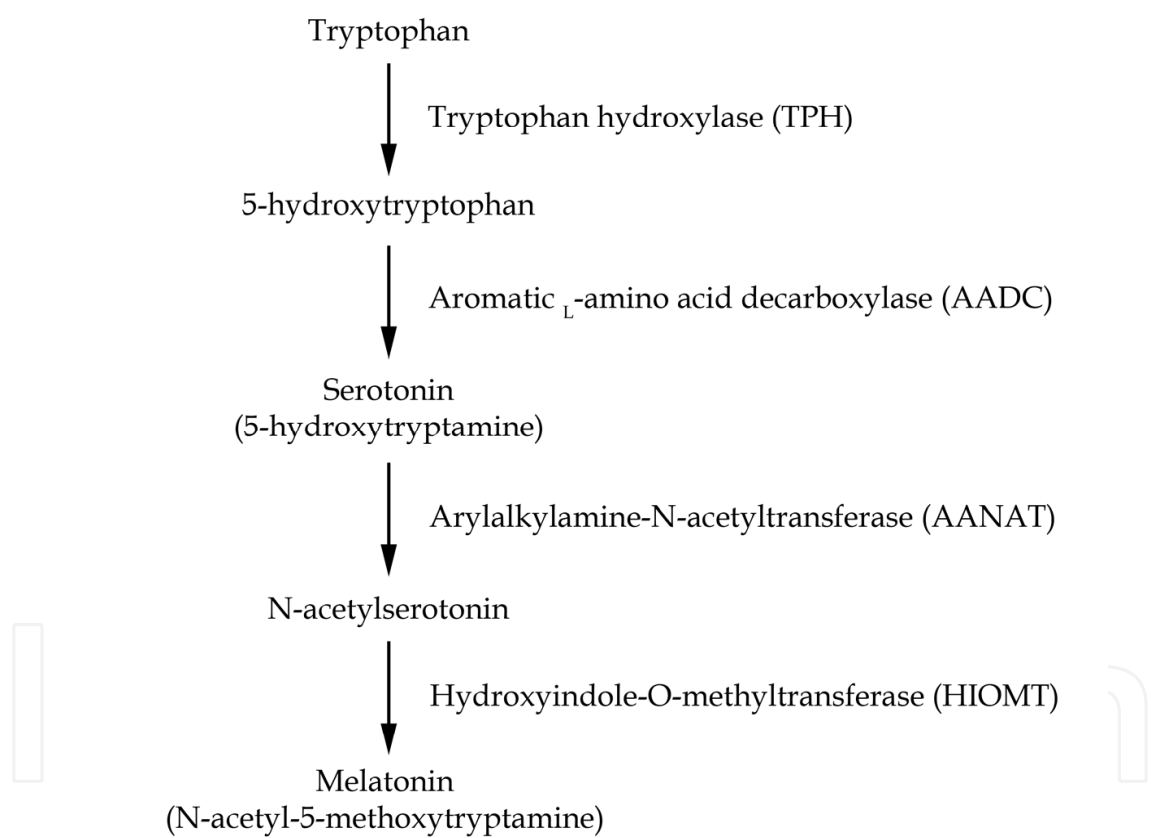 Tryptophan
Tryptophan hydroxylase (TPH)
5-hydroxytryptophan
Aromatic L-amino acid decarboxylase (AADC)
Serotonin
(5-hydroxytryptamine)
Arylalkylamine-N-acetyltransferase (AANAT)
N-acetylserotonin
Hydroxyindole-O-methyltransferase (HIOMT)
Melatonin
(N-acetyl-5-methoxytryptamine)